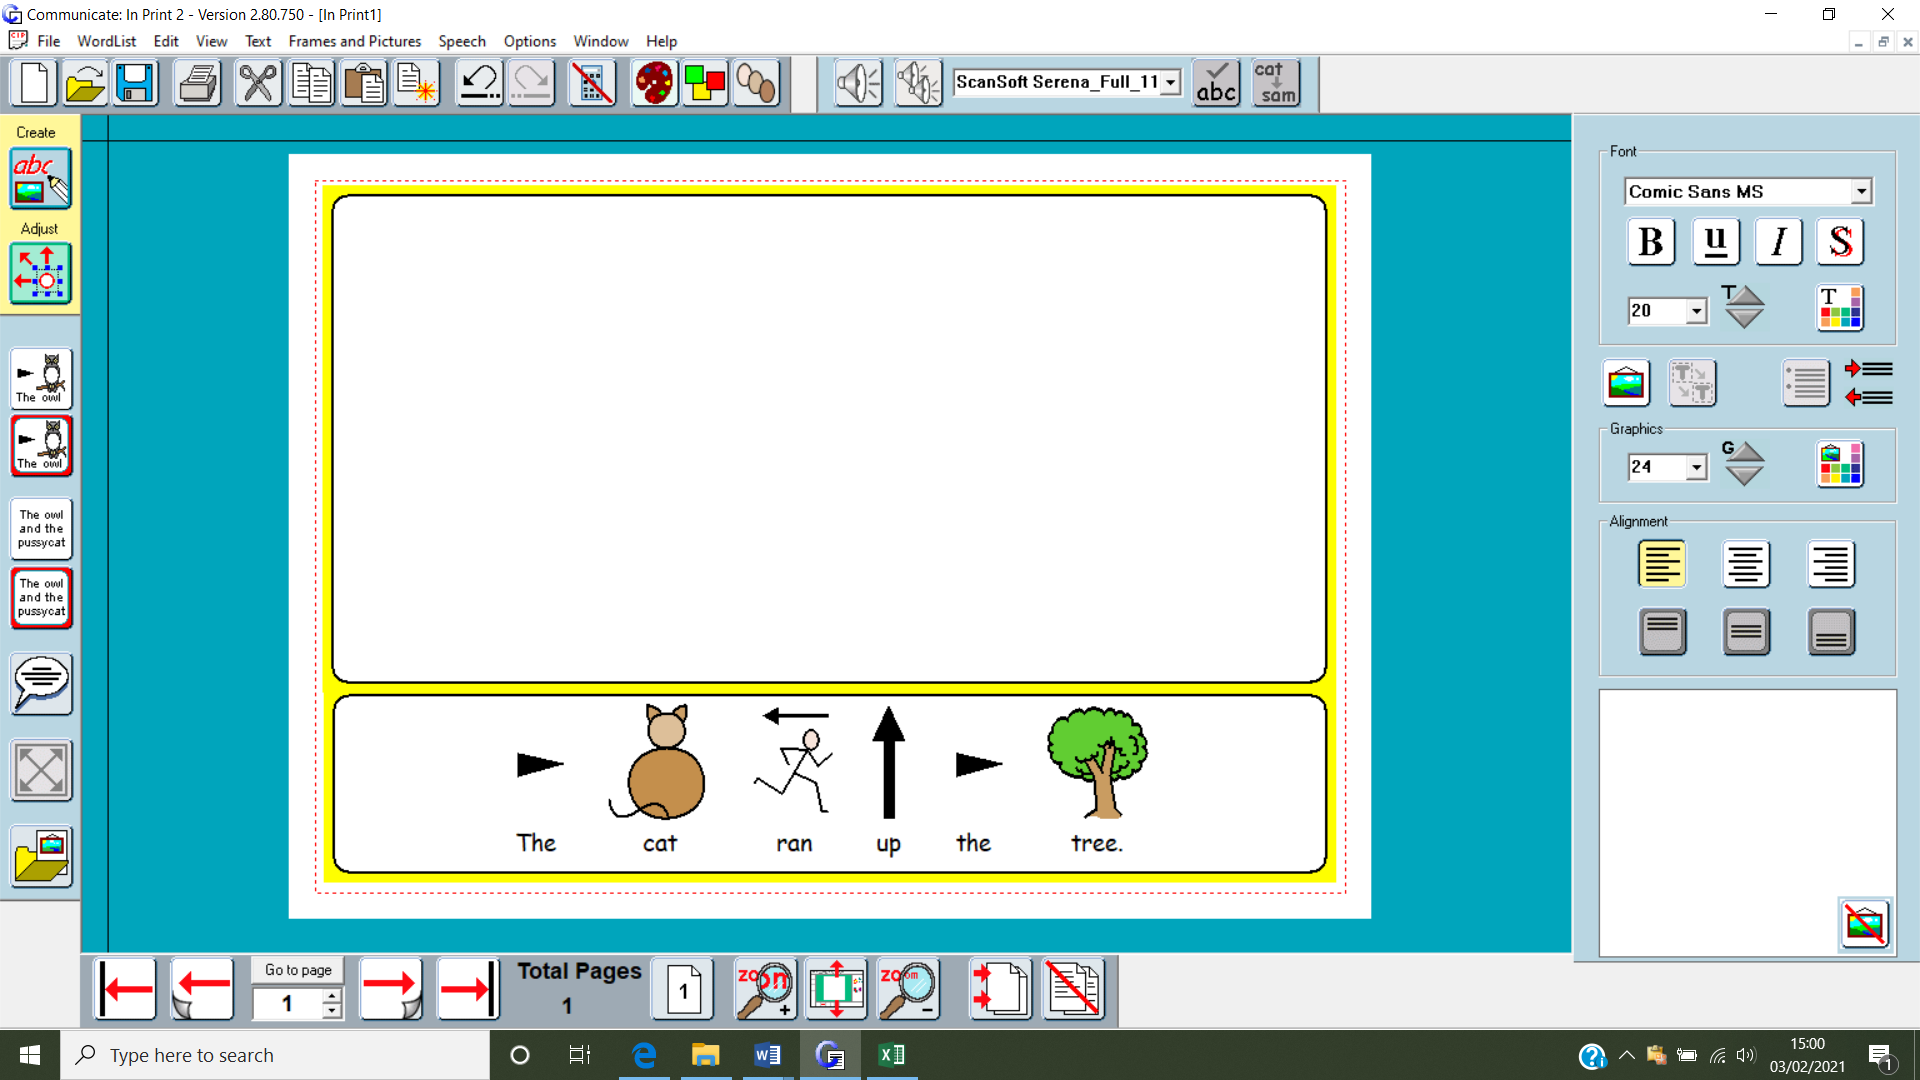 Communicate: In Print 2 - Version 2.80.750 - [In Print1]
File WordList Edit View Text Frames and Pictures Speech Options Window Help
ScanSoft Serena_Full_11
abc
cat
sam
Create
abc
Adjust
The owl
The owl
The owl
and the
pussycat
The owl
and the
pussycat
The cat ran up the tree.
Font
Comic Sans MS
B u I S
20
T
T
T
T
Graphics
24
G
Alignment
Go to page
1
Total Pages
1
1
zoom
+
zoom
-
Type here to search
15:00
03/02/2021
1